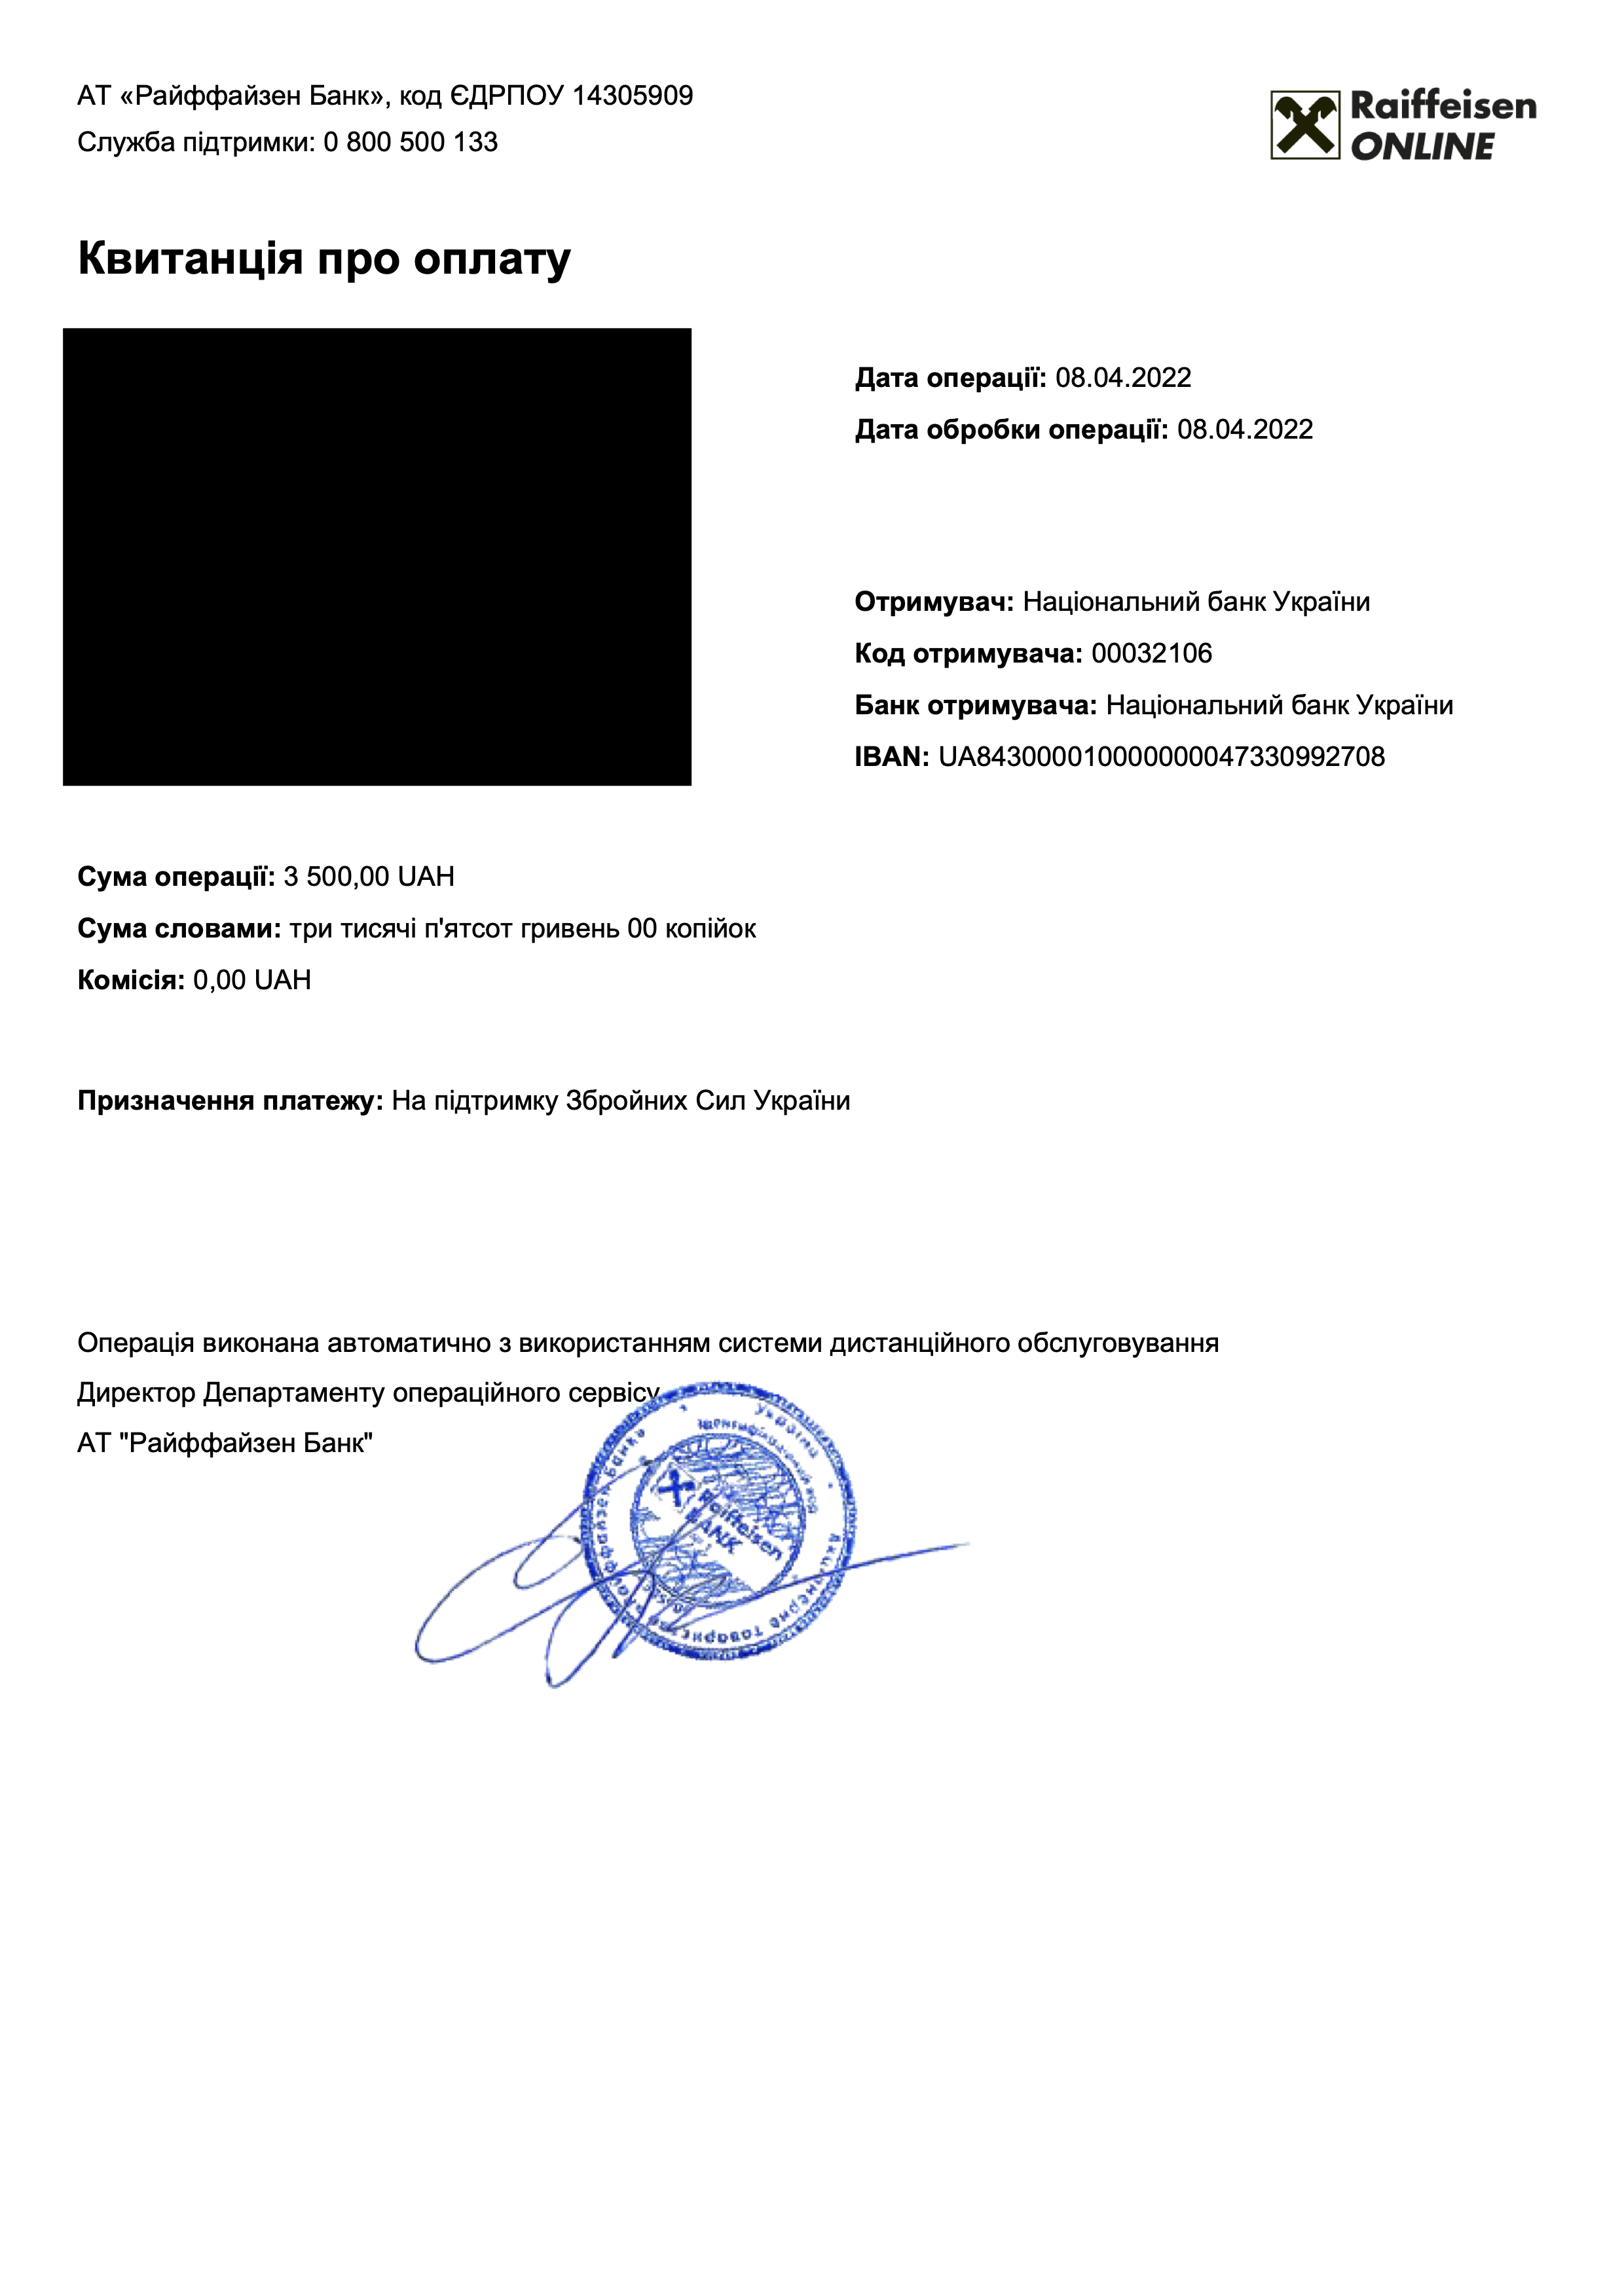 АТ «Райффайзен Банк», код ЄДРПОУ 14305909
Служба підтримки: 0 800 500 133
Raiffeisen
ONLINE
Квитанція про оплату
Дата операції: 08.04.2022
Дата обробки операції: 08.04.2022
Отримувач: Національний банк України
Код отримувача: 00032106
Банк отримувача: Національний банк України
IBAN: UA843000010000000047330992708
Сума операції: 3 500,00 UAH
Сума словами: три тисячі п'ятсот гривень 00 копійок
Комісія: 0,00 UAH
Призначення платежу: На підтримку Збройних Сил України
Операція виконана автоматично з використанням системи дистанційного обслуговування
Директор Департаменту операційного сервісу
АТ "Райффайзен Банк"
Україна
Ідентифікаційний код
Акціонерне Товариство
Райффайзен Банк
Raiffeisen
BANK